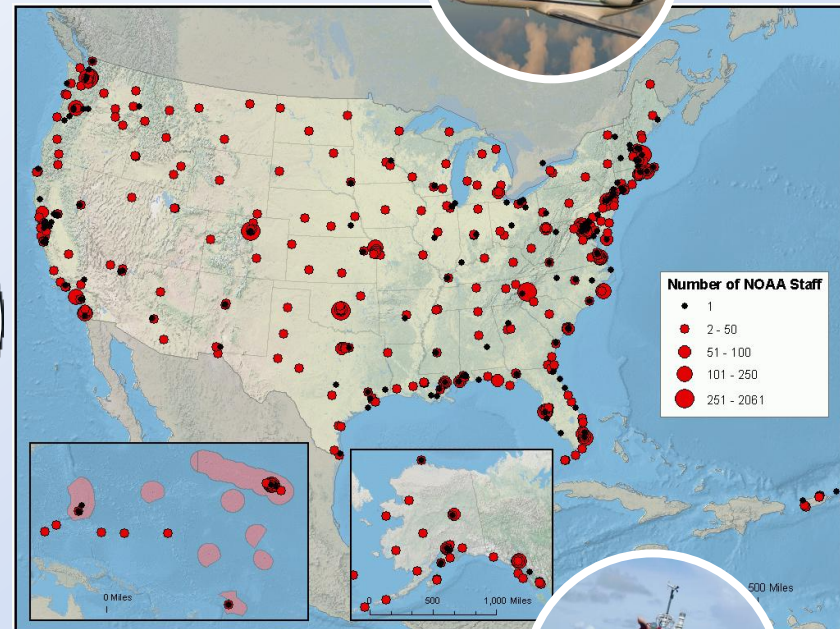 Number of NOAA Staff
1
2 - 50
51 - 100
101 - 250
251 - 2061
0 Miles
0 500 1,000 Miles
500 Miles